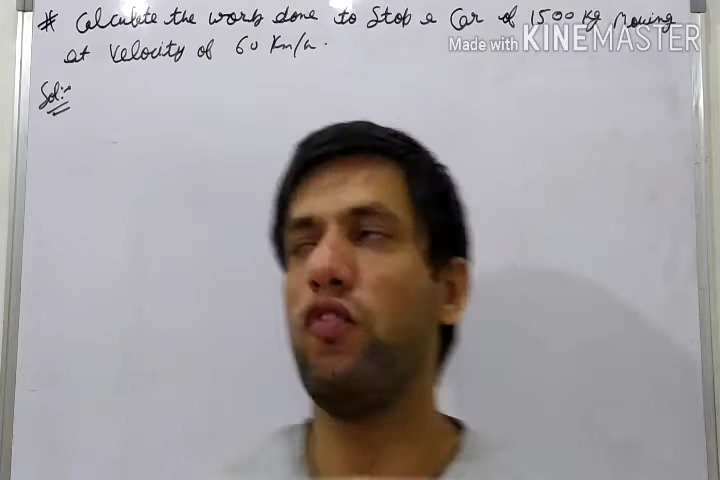 # Calculate the work done to stop a Car of 1500 kg moving
at velocity of 60 Km/h.
Made with KINEMASTER
Sol:-